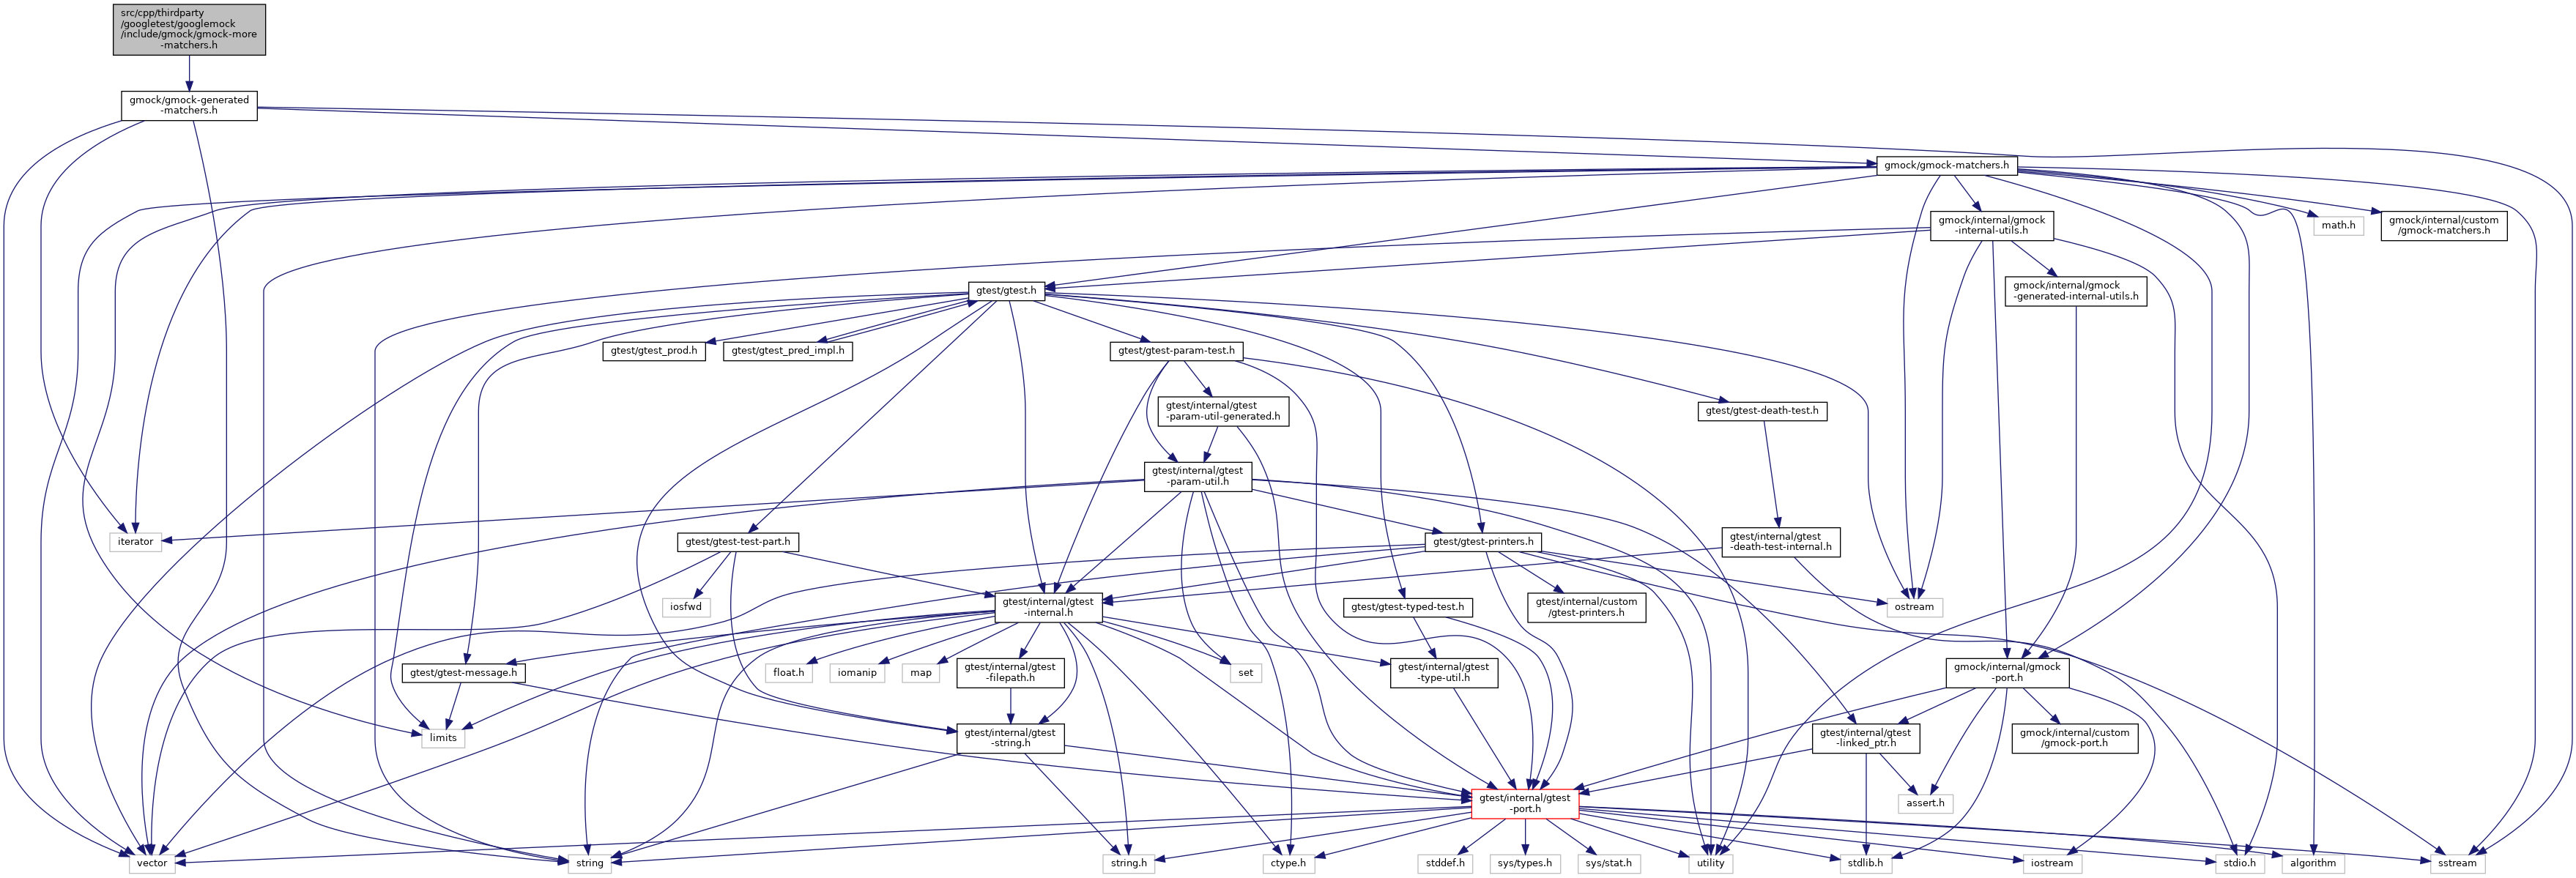 src/cpp/thirdparty
/googletest/googlemock
/include/gmock/gmock-more
-matchers.h
gmock/gmock-generated
-matchers.h
gmock/gmock-matchers.h
gmock/internal/gmock
-internal-utils.h
math.h
gmock/internal/custom
/gmock-matchers.h
gtest/gtest.h
gmock/internal/gmock
-generated-internal-utils.h
gtest/gtest_prod.h
gtest/gtest_pred_impl.h
gtest/gtest-param-test.h
gtest/internal/gtest
-param-util-generated.h
gtest/gtest-death-test.h
gtest/internal/gtest
-param-util.h
iterator
gtest/gtest-test-part.h
gtest/gtest-printers.h
gtest/internal/gtest
-death-test-internal.h
iosfwd
gtest/internal/gtest
-internal.h
gtest/gtest-typed-test.h
gtest/internal/custom
/gtest-printers.h
ostream
gtest/gtest-message.h
float.h
iomanip
map
gtest/internal/gtest
-filepath.h
set
gtest/internal/gtest
-type-util.h
gmock/internal/gmock
-port.h
limits
gtest/internal/gtest
-string.h
gtest/internal/gtest
-linked_ptr.h
gmock/internal/custom
/gmock-port.h
gtest/internal/gtest
-port.h
assert.h
vector
string
string.h
ctype.h
stddef.h
sys/types.h
sys/stat.h
utility
stdlib.h
iostream
stdio.h
algorithm
sstream